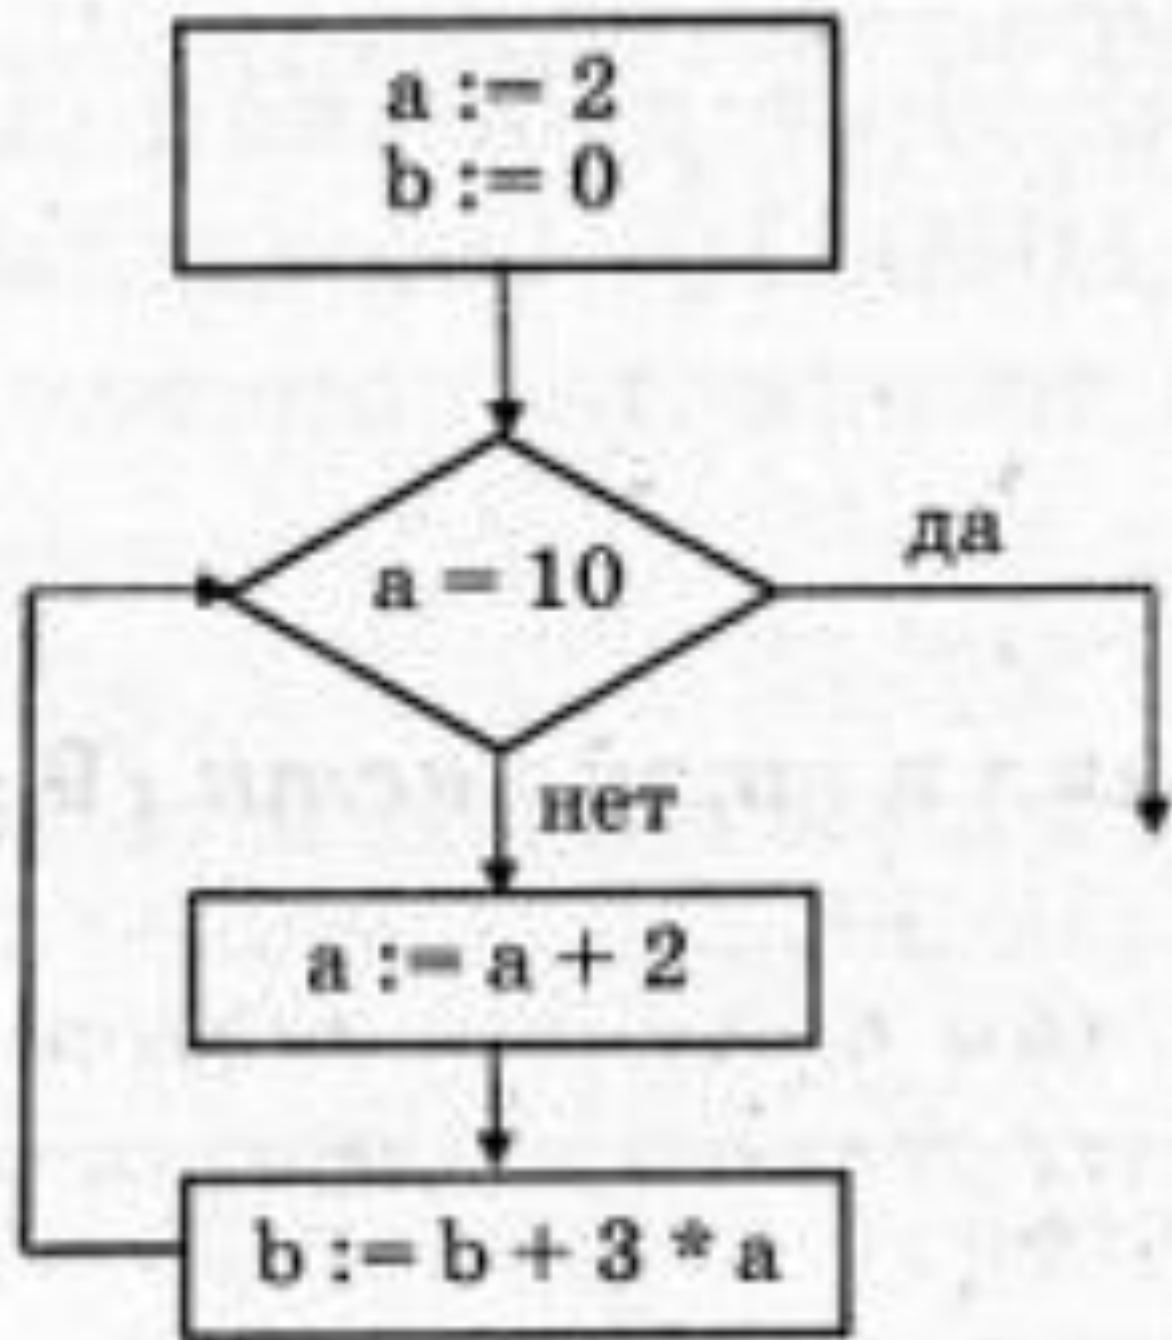 a := 2
b := 0
a = 10
да
нет
a := a + 2
b := b + 3 * a